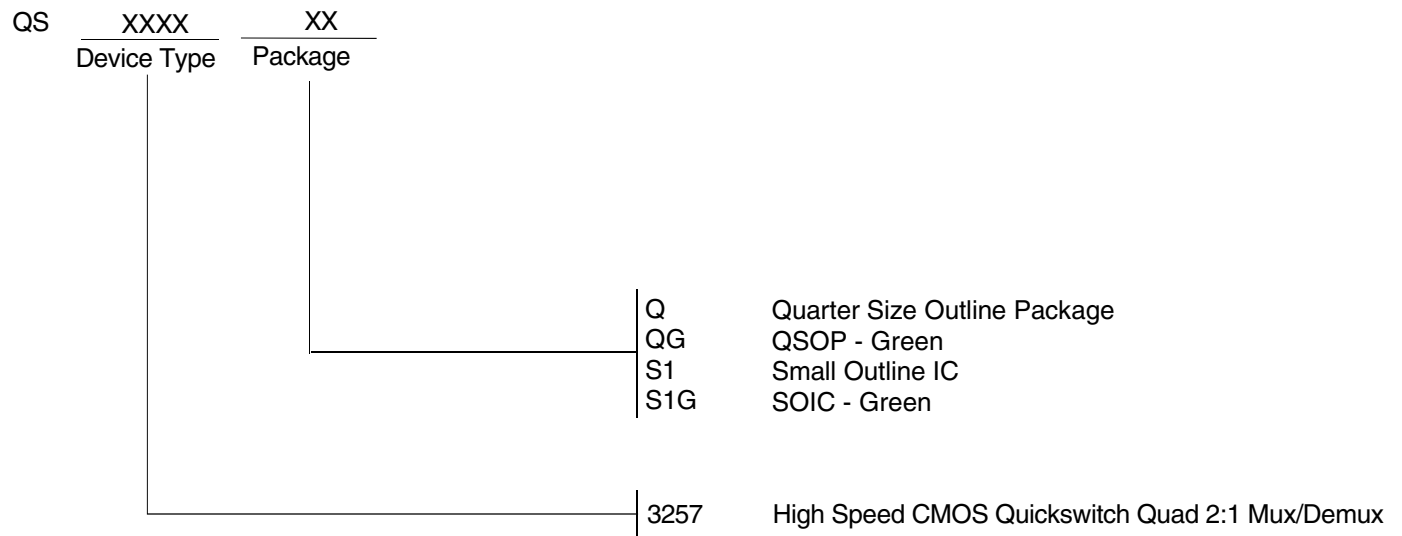 QS XXXX XX
Device Type Package
Q Quarter Size Outline Package
QG QSOP - Green
S1 Small Outline IC
S1G SOIC - Green
3257 High Speed CMOS Quickswitch Quad 2:1 Mux/Demux